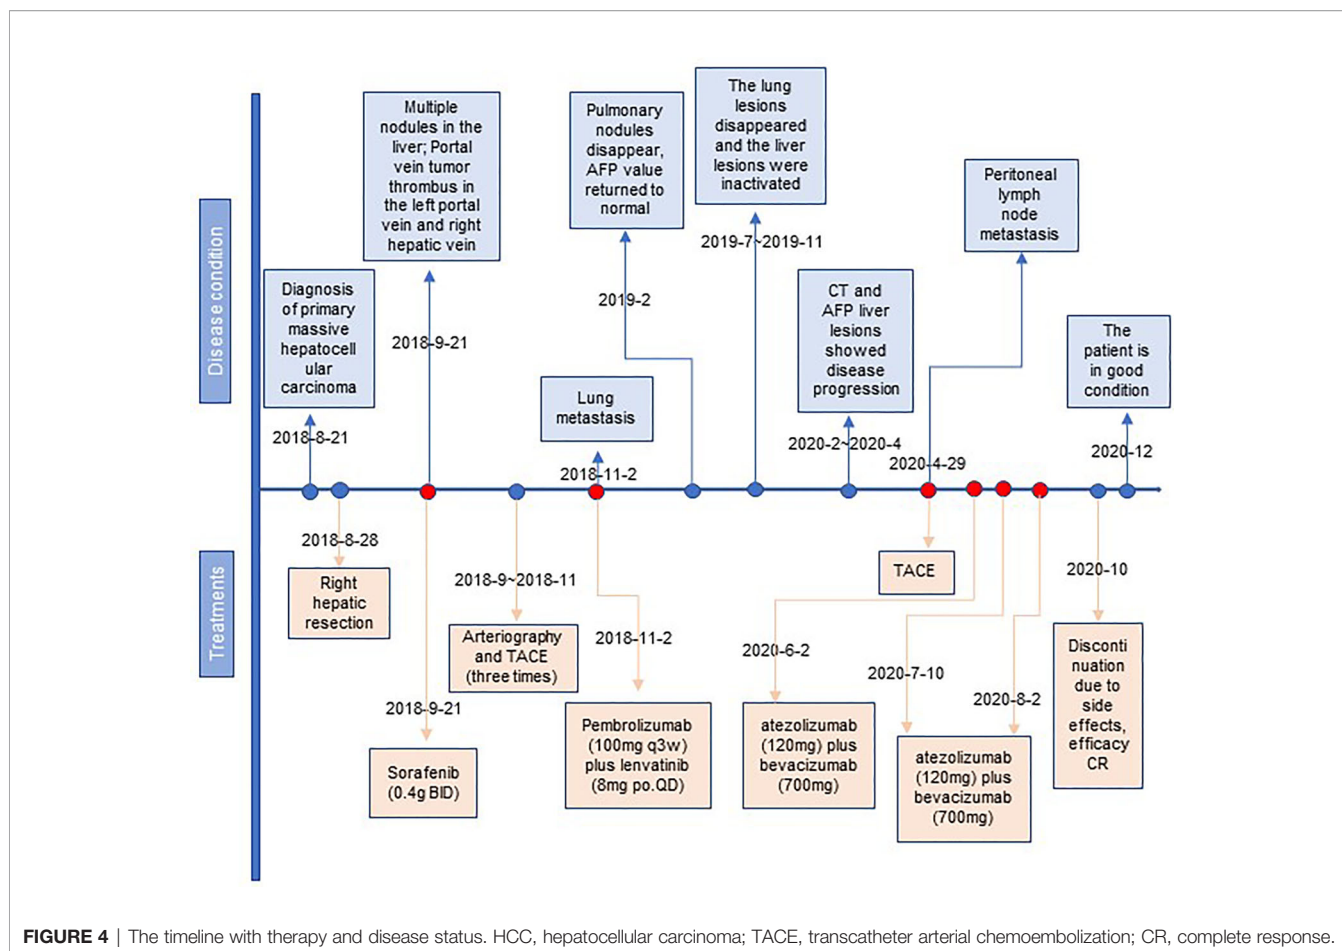 Disease condition
Diagnosis
of primary
massive
hepatocell
ular
carcinoma
2018-8-21
Multiple
nodules in the
liver; Portal
vein tumor
thrombus in
the left portal
vein and right
hepatic vein
2018-9-21
Lung
metastasis
2018-11-2
Pulmonary
nodules
disappear,
AFP value
returned to
normal
2019-2
The lung
lesions
disappeared
and the liver
lesions were
inactivated
2019-7~2019-11
CT and
AFP liver
lesions
showed
disease
progression
2020-2~2020-4
Peritoneal
lymph
node
metastasis
2020-4-29
The
patient is
in good
condition
2020-12
Treatments
2018-8-28
Right
hepatic
resection
2018-9-21
Sorafenib
(0.4g BID)
2018-9~2018-11
Arteriography
and TACE
(three times)
2018-11-2
Pembrolizumab
(100mg q3w)
plus lenvatinib
(8mg po.QD)
TACE
2020-6-2
atezolizumab
(120mg) plus
bevacizumab
(700mg)
2020-7-10
2020-8-2
atezolizumab
(120mg) plus
bevacizumab
(700mg)
2020-10
Disconti
nuation
due to
side
effects,
efficacy
CR
FIGURE 4 | The timeline with therapy and disease status. HCC, hepatocellular carcinoma; TACE, transcatheter arterial chemoembolization; CR, complete response.